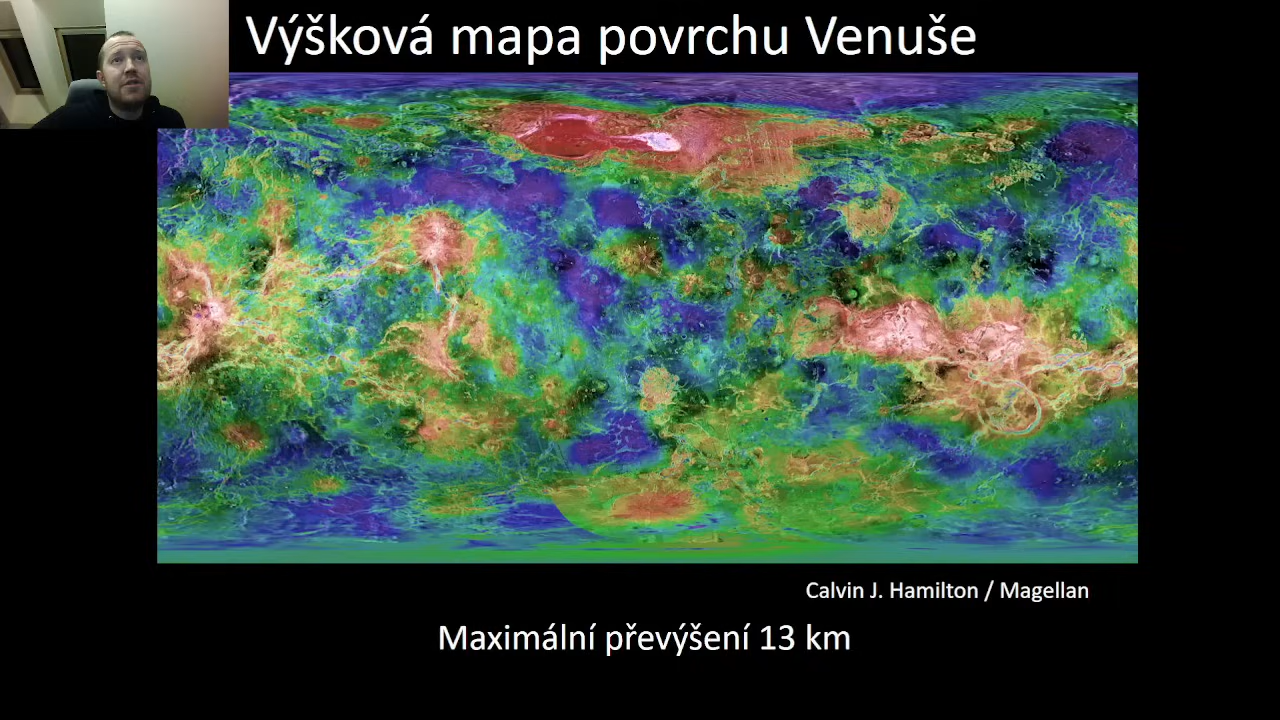 Výšková mapa povrchu Venuše
Calvin J. Hamilton / Magellan
Maximální převýšení 13 km